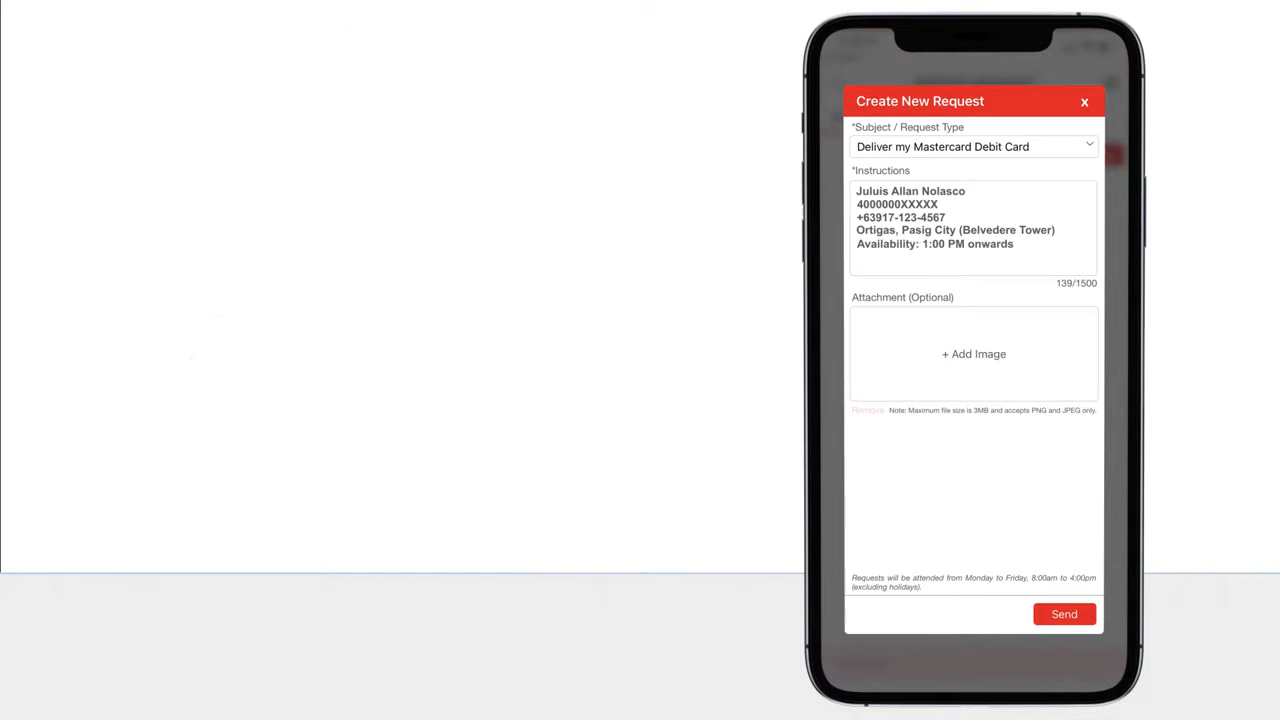 Create New Request
x
*Subject / Request Type
Deliver my Mastercard Debit Card
*Instructions
Juluis Allan Nolasco
4000000XXXXX
+63917-123-4567
Ortigas, Pasig City (Belvedere Tower)
Availability: 1:00 PM onwards
139/1500
Attachment (Optional)
+ Add Image
Remove Note: Maximum file size is 3MB and accepts PNG and JPEG only.
Requests will be attended from Monday to Friday, 8:00am to 4:00pm
(excluding holidays).
Send